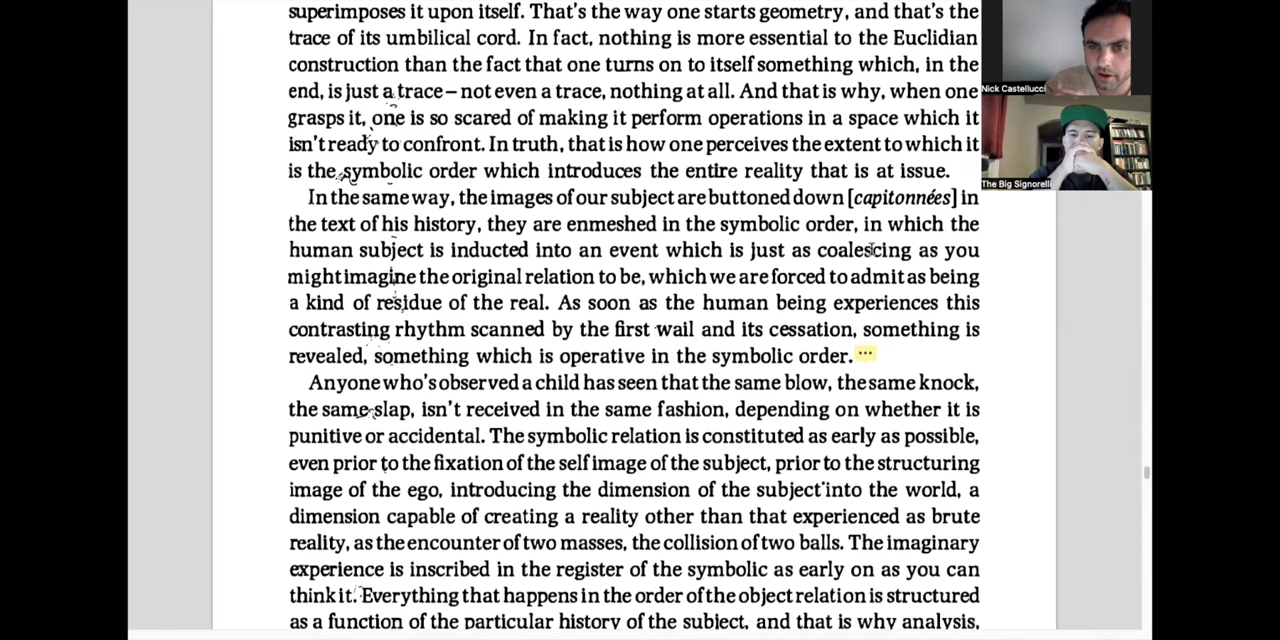 superimposes it upon itself. That's the way one starts geometry, and that's the
trace of its umbilical cord. In fact, nothing is more essential to the Euclidian
construction than the fact that one turns on to itself something which, in the
end, is just a trace – not even a trace, nothing at all. And that is why, when one
grasps it, one is so scared of making it perform operations in a space which it
isn't ready to confront. In truth, that is how one perceives the extent to which it
is the symbolic order which introduces the entire reality that is at issue.
In the same way, the images of our subject are buttoned down [capitonnées] in
the text of his history, they are enmeshed in the symbolic order, in which the
human subject is inducted into an event which is just as coalescing as you
might imagine the original relation to be, which we are forced to admit as being
a kind of residue of the real. As soon as the human being experiences this
contrasting rhythm scanned by the first wail and its cessation, something is
revealed, something which is operative in the symbolic order.
Anyone who's observed a child has seen that the same blow, the same knock,
the same slap, isn't received in the same fashion, depending on whether it is
punitive or accidental. The symbolic relation is constituted as early as possible,
even prior to the fixation of the self image of the subject, prior to the structuring
image of the ego, introducing the dimension of the subject into the world, a
dimension capable of creating a reality other than that experienced as brute
reality, as the encounter of two masses, the collision of two balls. The imaginary
experience is inscribed in the register of the symbolic as early on as you can
think it. Everything that happens in the order of the object relation is structured
as a function of the particular history of the subject, and that is why analysis,
Nick Castellucci
The Big Signorelli